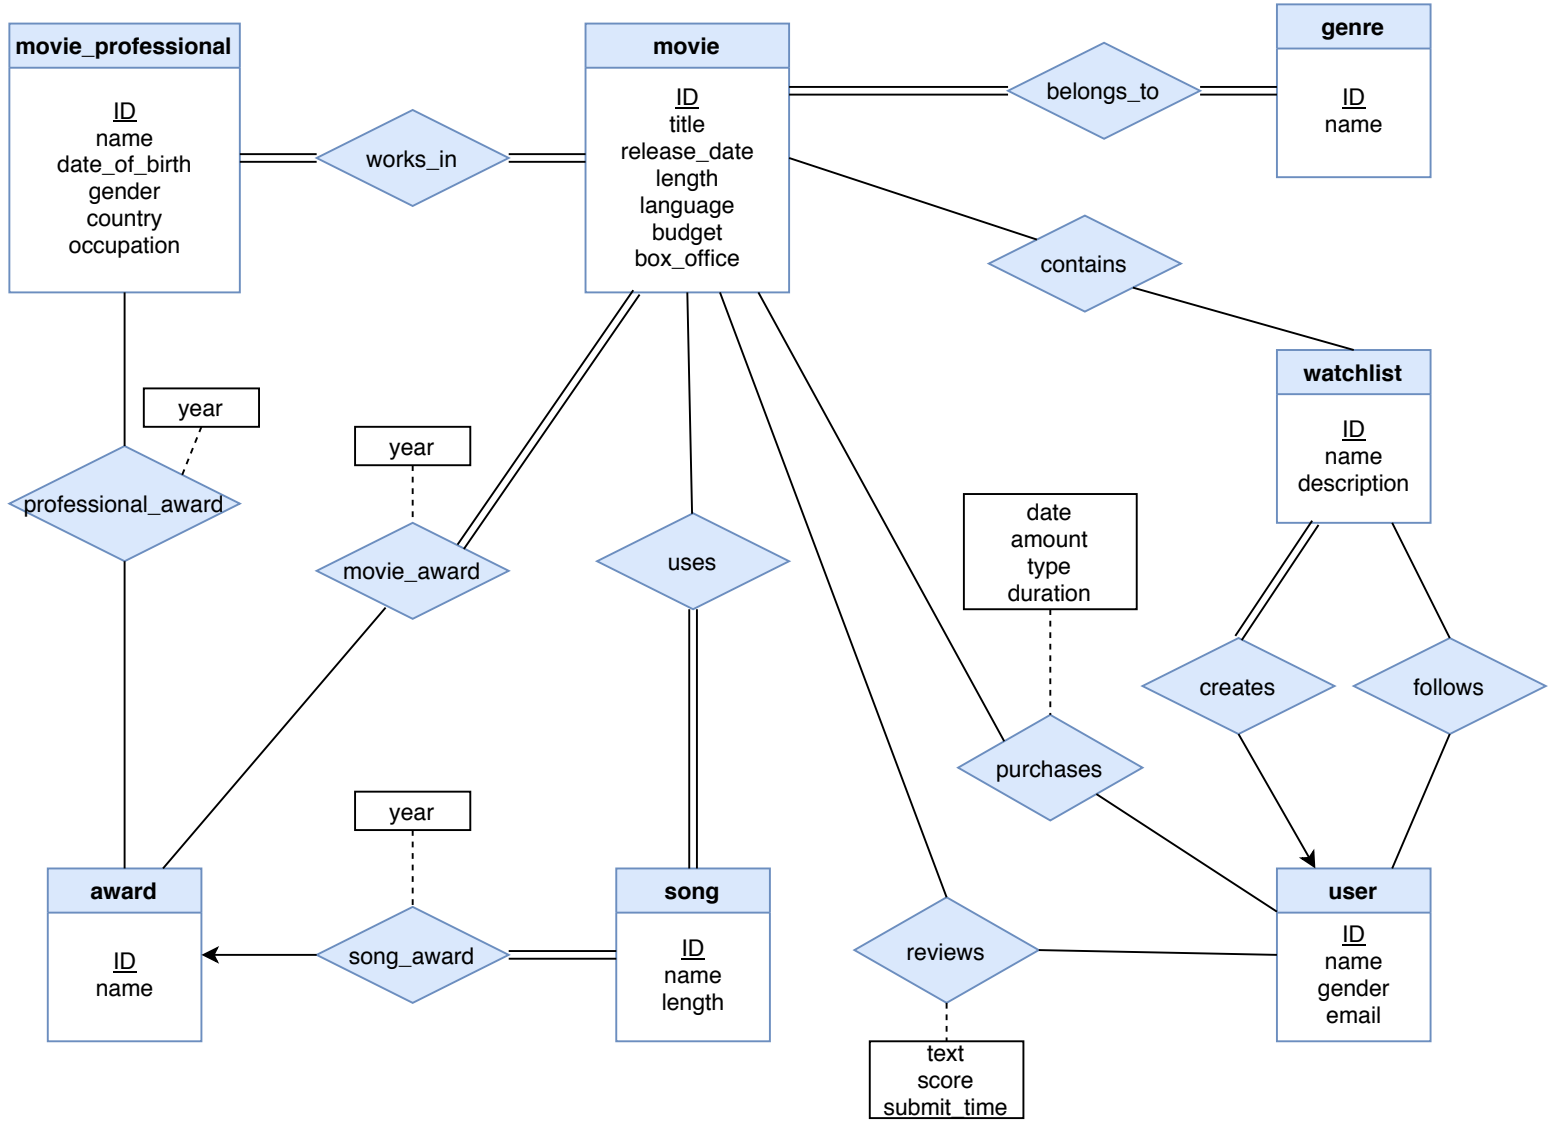 movie_professional
ID
name
date_of_birth
gender
country
occupation
works_in
movie
ID
title
release_date
length
language
budget
box_office
belongs_to
genre
ID
name
contains
watchlist
ID
name
description
year
professional_award
year
movie_award
uses
date
amount
type
duration
purchases
creates
follows
award
ID
name
year
song_award
song
ID
name
length
reviews
text
score
submit_time
user
ID
name
gender
email